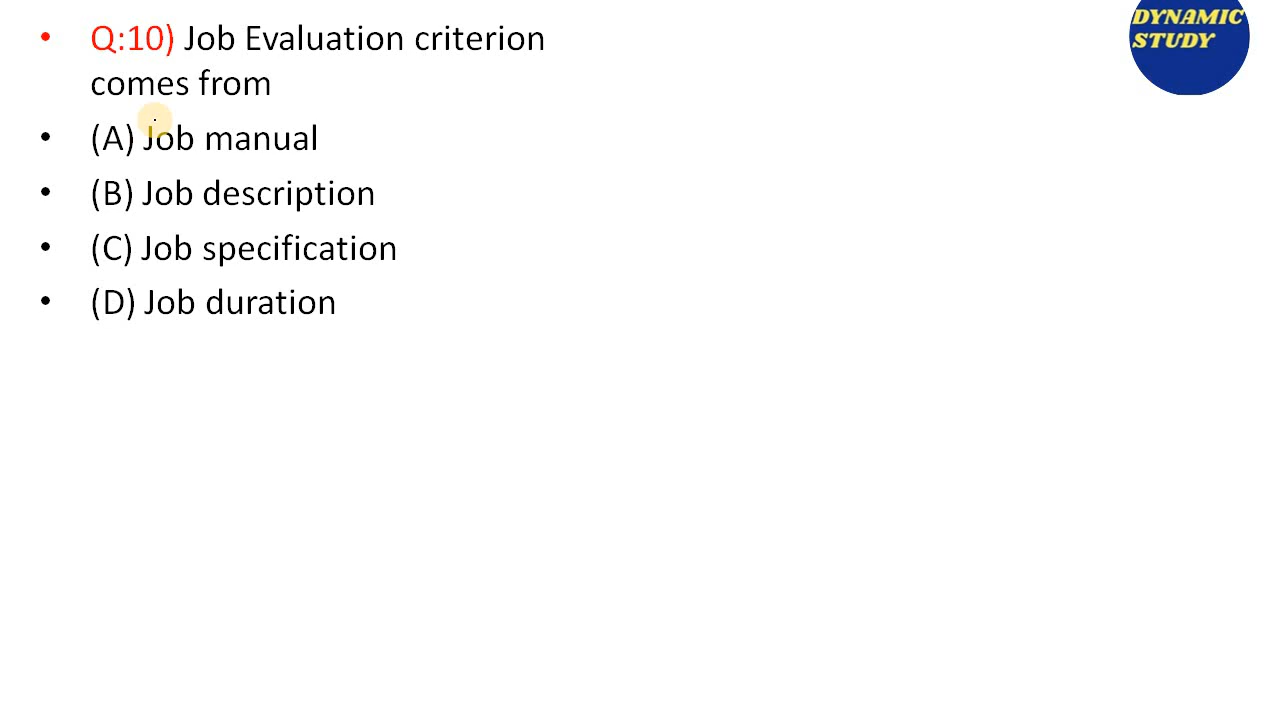 • Q:10) Job Evaluation criterion
comes from
• (A) Job manual
• (B) Job description
• (C) Job specification
• (D) Job duration
DYNAMIC
STUDY